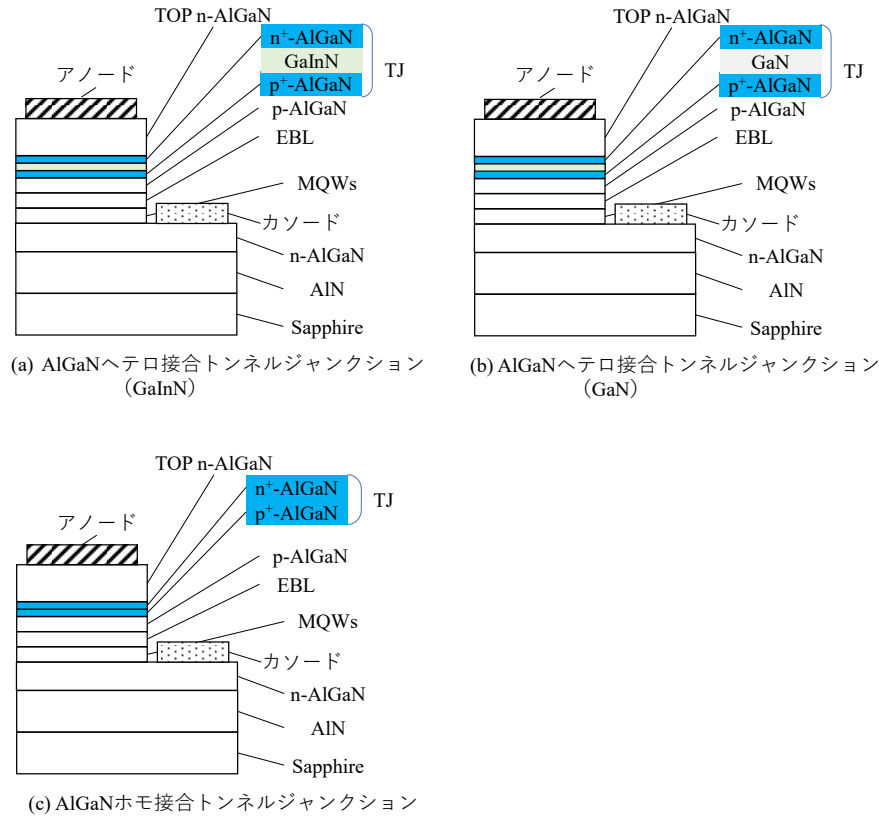 TOP n-AlGaN
n⁺-AlGaN
GaInN
p⁺-AlGaN
TJ
アノード
p-AlGaN
EBL
MQWs
カソード
n-AlGaN
AlN
Sapphire
(a) AlGaNヘテロ接合トンネルジャンクション
（GaInN）
TOP n-AlGaN
n⁺-AlGaN
GaN
p⁺-AlGaN
TJ
アノード
p-AlGaN
EBL
MQWs
カソード
n-AlGaN
AlN
Sapphire
(b) AlGaNヘテロ接合トンネルジャンクション
（GaN）
TOP n-AlGaN
n⁺-AlGaN
p⁺-AlGaN
TJ
アノード
p-AlGaN
EBL
MQWs
カソード
n-AlGaN
AlN
Sapphire
(c) AlGaNホモ接合トンネルジャンクション